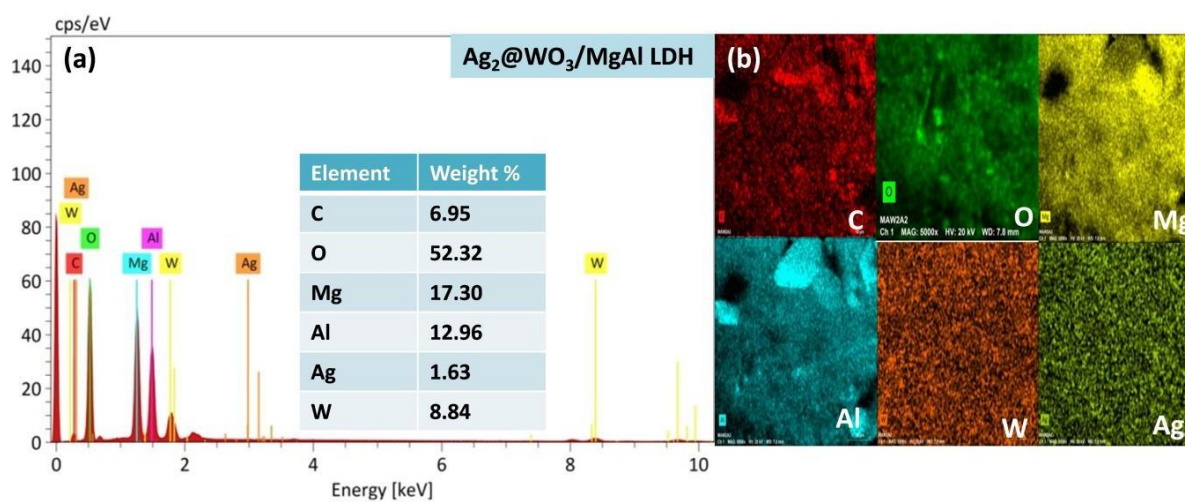 cps/eV
(a)
Ag₂@WO₃/MgAl LDH
140
120
100
80
60
40
20
0
Ag
W
O
C
Al
Mg
W
Ag
W
Element Weight %
C 6.95
O 52.32
Mg 17.30
Al 12.96
Ag 1.63
W 8.84
0 2 4 6 8 10
Energy [keV]
(b)
C
O
O
MAW2A2
Ch 1 MAG: 5000x HV: 20 kV WD: 7.8 mm
Mg
Mg
Al
W
Ag